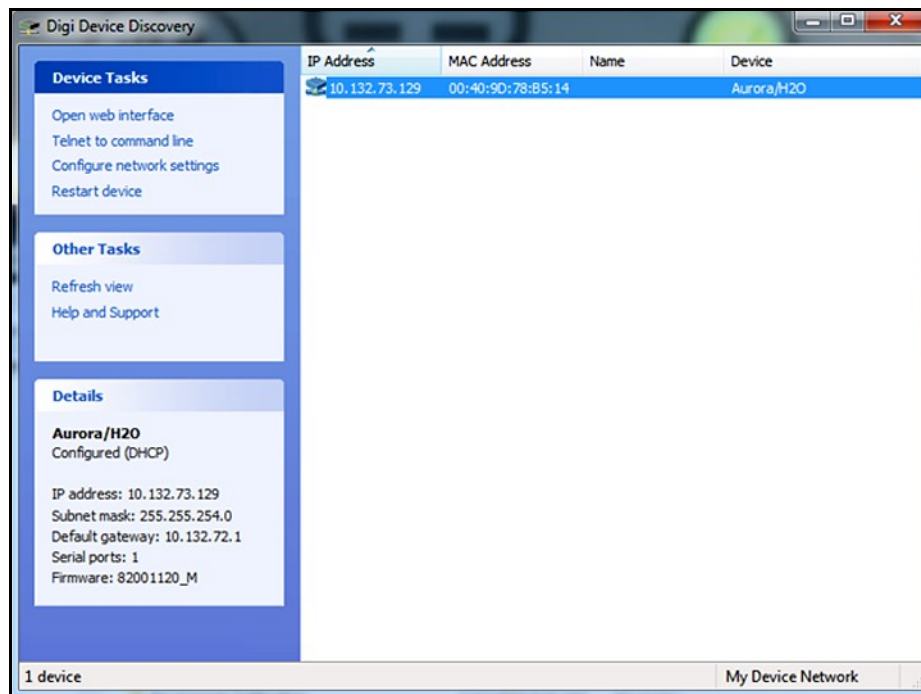 Digi Device Discovery
Device Tasks
Open web interface
Telnet to command line
Configure network settings
Restart device
Other Tasks
Refresh view
Help and Support
Details
Aurora/H2O
Configured (DHCP)
IP address: 10.132.73.129
Subnet mask: 255.255.254.0
Default gateway: 10.132.72.1
Serial ports: 1
Firmware: 82001120_M
IP Address MAC Address Name Device
10.132.73.129 00:40:9D:78:B5:14 Aurora/H2O
1 device My Device Network